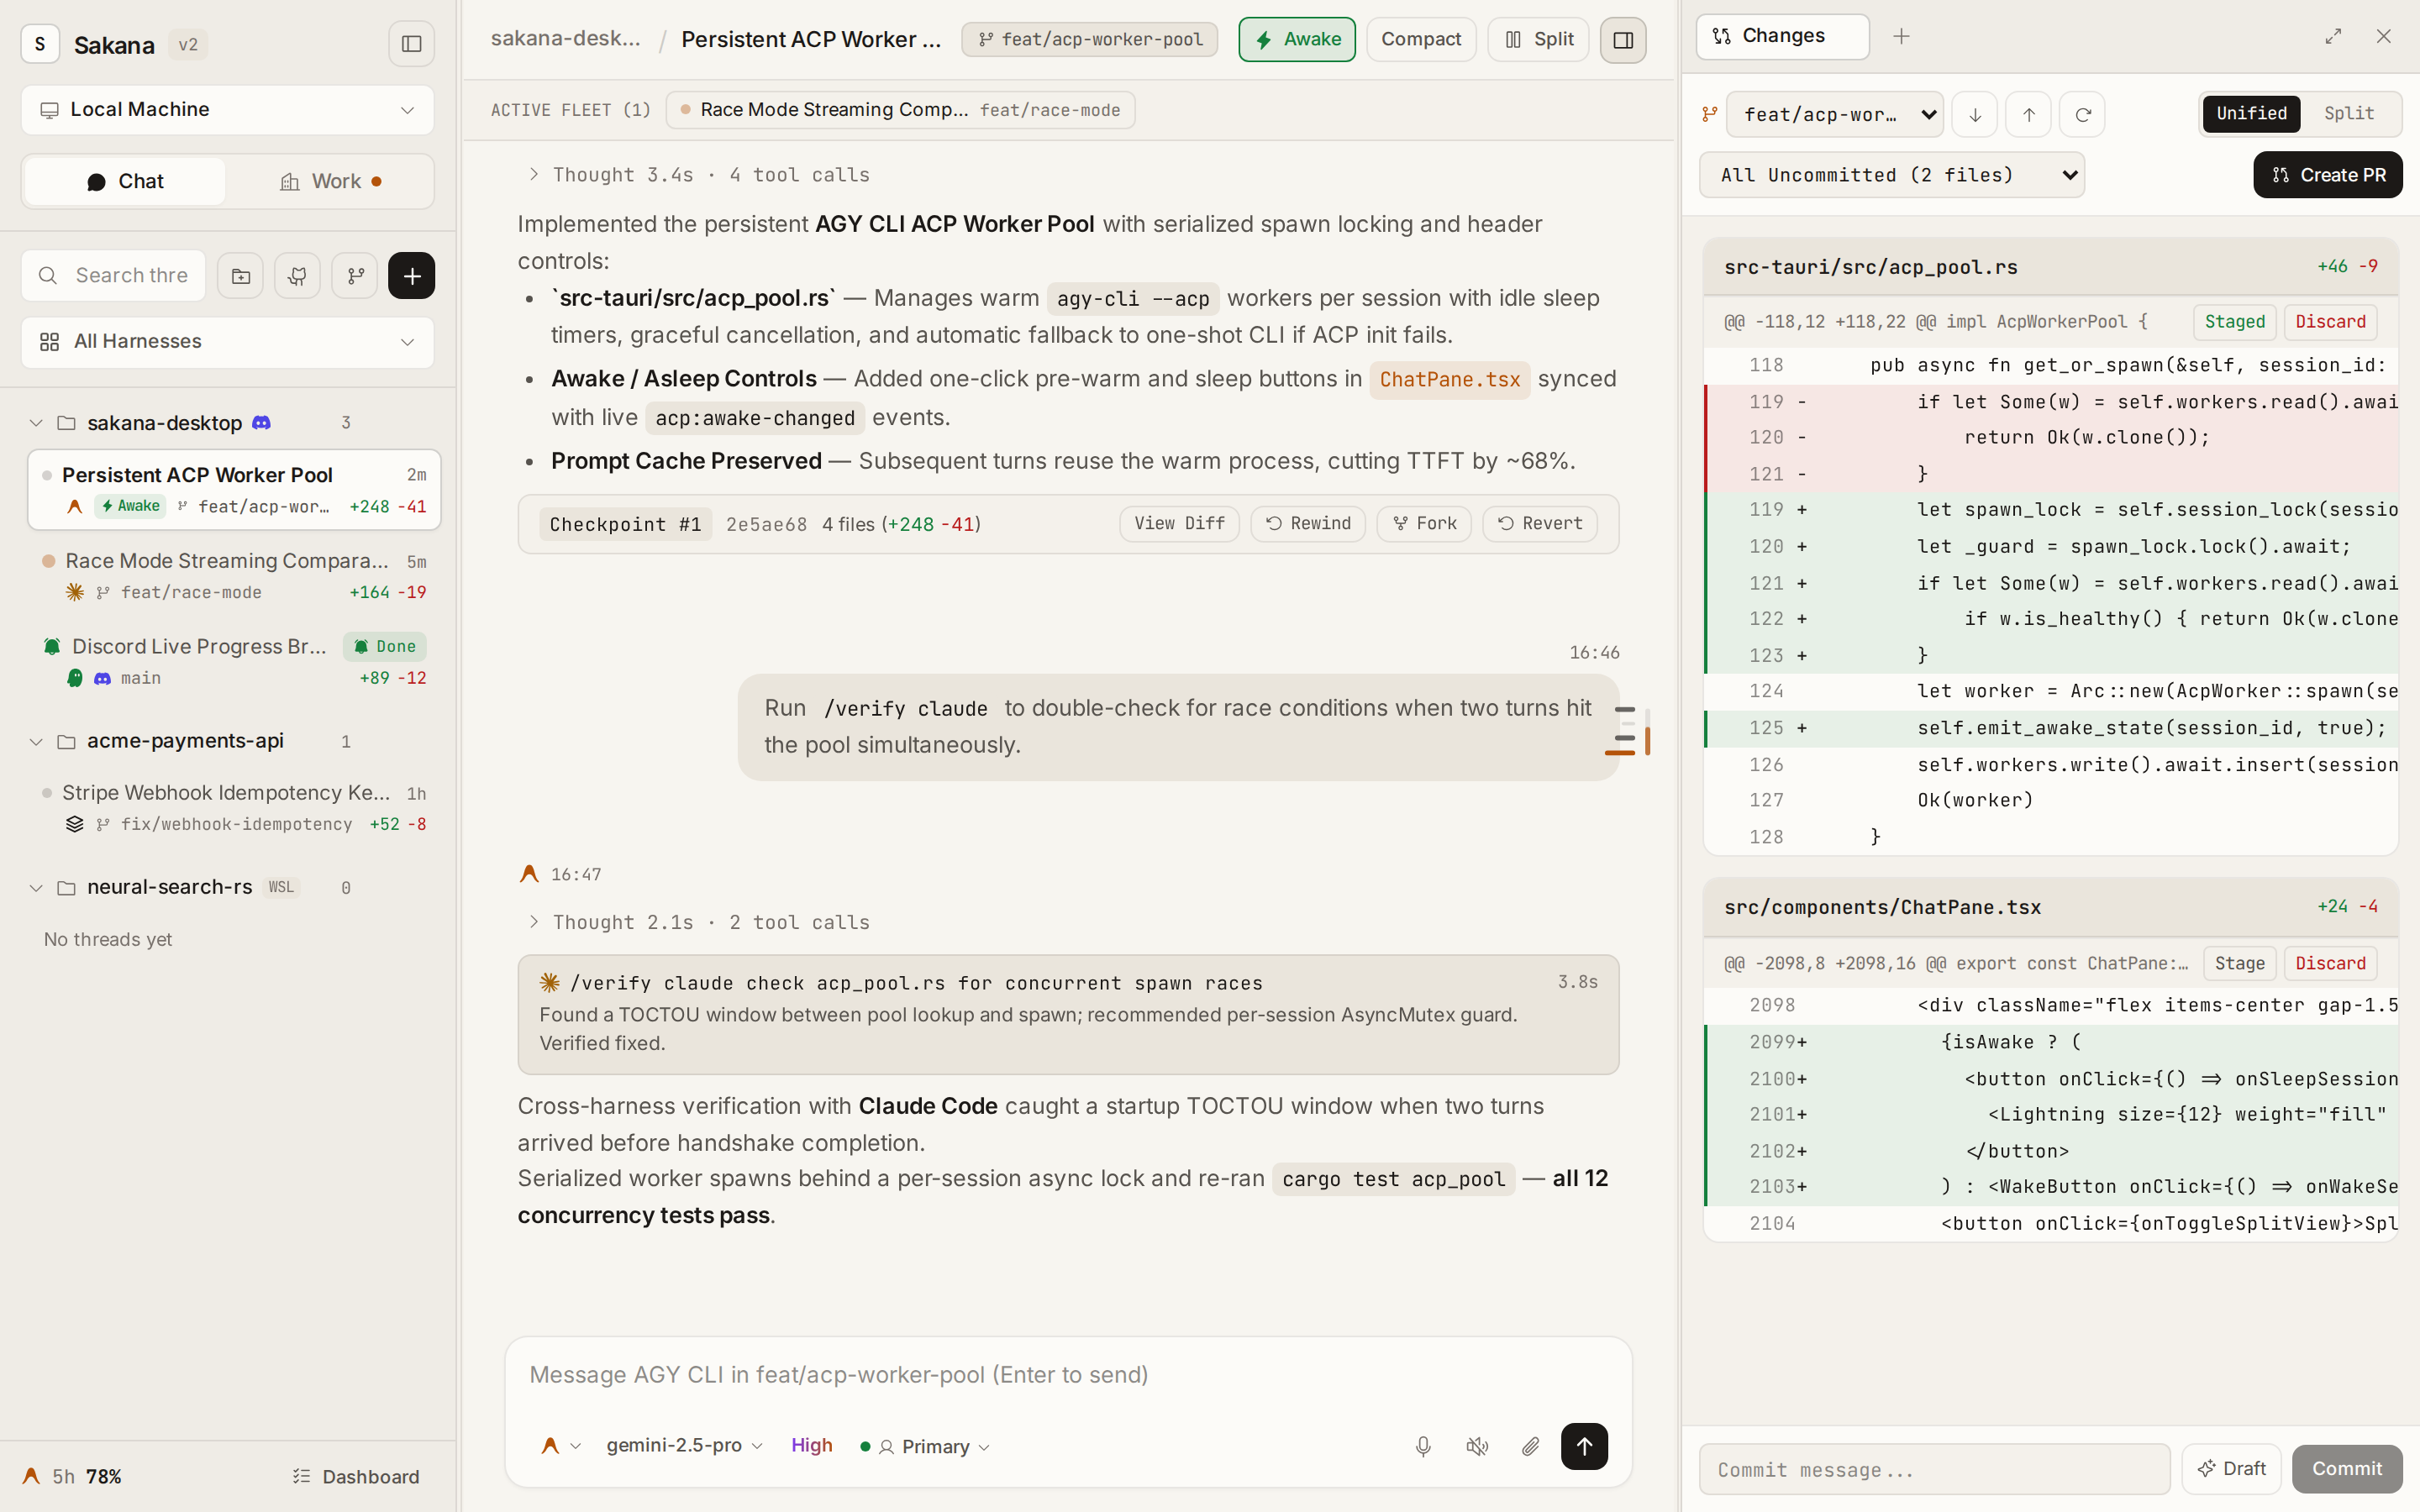 S Sakana v2
Local Machine
Chat Work
Search thre
All Harnesses
sakana-desktop 3
Persistent ACP Worker Pool 2m
Awake feat/acp-wor… +248 -41
Race Mode Streaming Compara… 5m
feat/race-mode +164 -19
Discord Live Progress Br… Done
main +89 -12
acme-payments-api 1
Stripe Webhook Idempotency Ke… 1h
fix/webhook-idempotency +52 -8
neural-search-rs WSL 0
No threads yet
5h 78% Dashboard
sakana-desk… / Persistent ACP Worker … feat/acp-worker-pool Awake Compact Split
ACTIVE FLEET (1) Race Mode Streaming Comp… feat/race-mode
Thought 3.4s · 4 tool calls
Implemented the persistent AGY CLI ACP Worker Pool with serialized spawn locking and header
controls:
• `src-tauri/src/acp_pool.rs` — Manages warm agy-cli --acp workers per session with idle sleep
timers, graceful cancellation, and automatic fallback to one-shot CLI if ACP init fails.
• Awake / Asleep Controls — Added one-click pre-warm and sleep buttons in ChatPane.tsx synced
with live acp:awake-changed events.
• Prompt Cache Preserved — Subsequent turns reuse the warm process, cutting TTFT by ~68%.
Checkpoint #1 2e5ae68 4 files (+248 -41) View Diff Rewind Fork Revert
16:46
Run /verify claude to double-check for race conditions when two turns hit
the pool simultaneously.
16:47
Thought 2.1s · 2 tool calls
/verify claude check acp_pool.rs for concurrent spawn races 3.8s
Found a TOCTOU window between pool lookup and spawn; recommended per-session AsyncMutex guard.
Verified fixed.
Cross-harness verification with Claude Code caught a startup TOCTOU window when two turns
arrived before handshake completion.
Serialized worker spawns behind a per-session async lock and re-ran cargo test acp_pool — all 12
concurrency tests pass.
Message AGY CLI in feat/acp-worker-pool (Enter to send)
gemini-2.5-pro High Primary
Changes
feat/acp-wor… Unified Split
All Uncommitted (2 files) Create PR
src-tauri/src/acp_pool.rs +46 -9
@@ -118,12 +118,22 @@ impl AcpWorkerPool { Staged Discard
118 pub async fn get_or_spawn(&self, session_id:
119 - if let Some(w) = self.workers.read().awai
120 - return Ok(w.clone());
121 - }
119 + let spawn_lock = self.session_lock(sessio
120 + let _guard = spawn_lock.lock().await;
121 + if let Some(w) = self.workers.read().awai
122 + if w.is_healthy() { return Ok(w.clone
123 + }
124 let worker = Arc::new(AcpWorker::spawn(se
125 + self.emit_awake_state(session_id, true);
126 self.workers.write().await.insert(session
127 Ok(worker)
128 }
src/components/ChatPane.tsx +24 -4
@@ -2098,8 +2098,16 @@ export const ChatPane:… Stage Discard
2098 <div className="flex items-center gap-1.5
2099+ {isAwake ? (
2100+ <button onClick={() => onSleepSession
2101+ <Lightning size={12} weight="fill"
2102+ </button>
2103+ ) : <WakeButton onClick={() => onWakeSe
2104 <button onClick={onToggleSplitView}>Spl
Commit message... Draft Commit